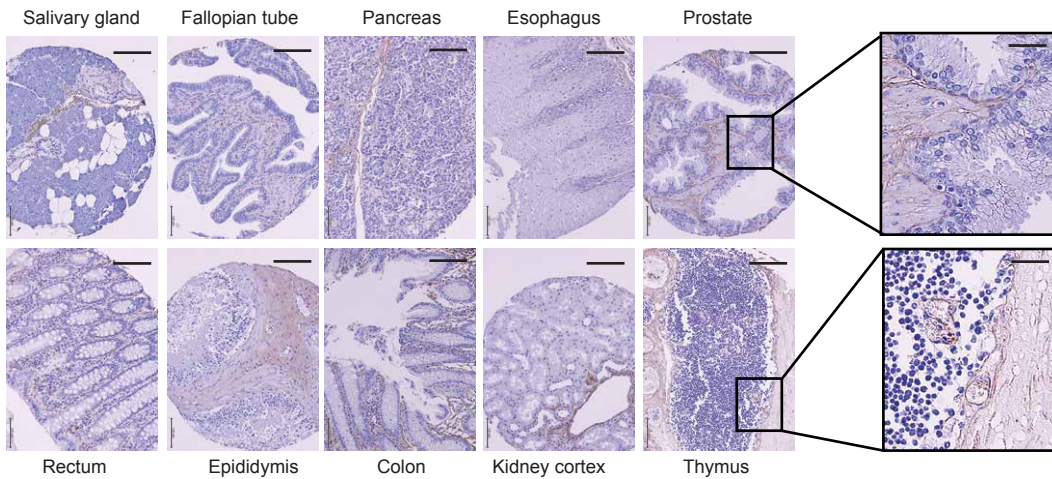 Salivary gland Fallopian tube Pancreas Esophagus Prostate
Rectum Epididymis Colon Kidney cortex Thymus